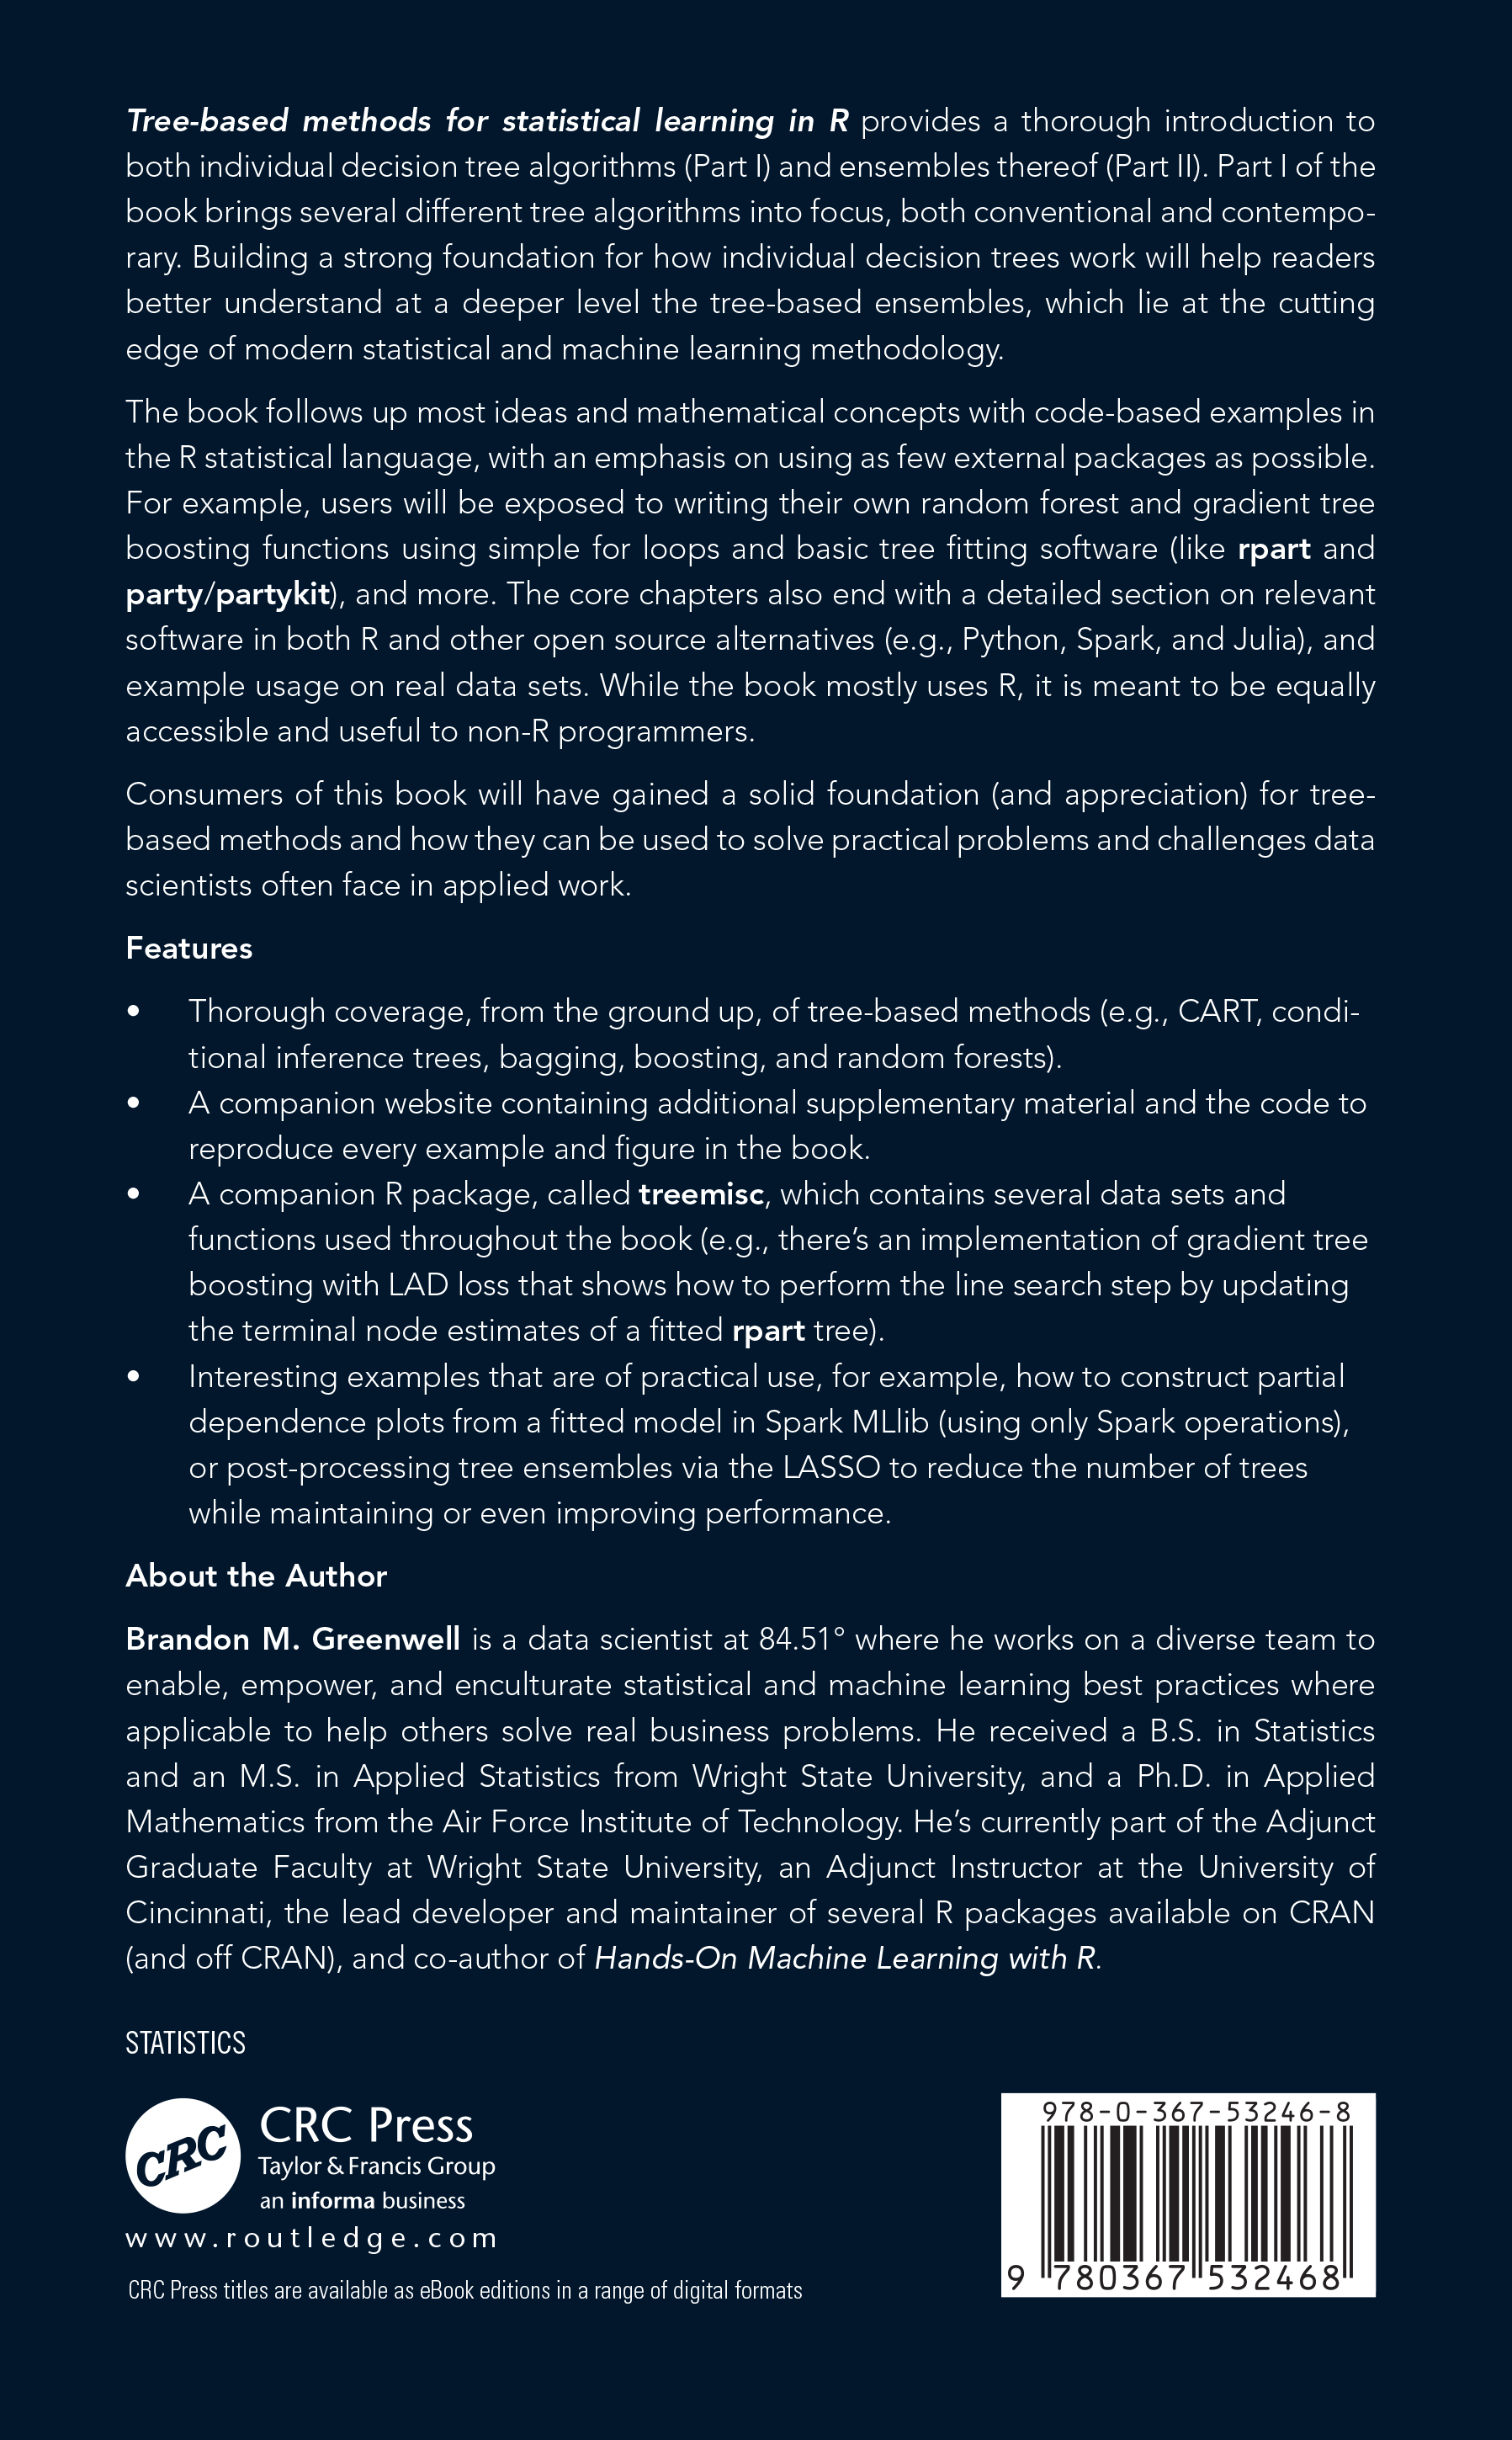 Tree-based methods for statistical learning in R provides a thorough introduction to
both individual decision tree algorithms (Part I) and ensembles thereof (Part II). Part I of the
book brings several different tree algorithms into focus, both conventional and contempo-
rary. Building a strong foundation for how individual decision trees work will help readers
better understand at a deeper level the tree-based ensembles, which lie at the cutting
edge of modern statistical and machine learning methodology.
The book follows up most ideas and mathematical concepts with code-based examples in
the R statistical language, with an emphasis on using as few external packages as possible.
For example, users will be exposed to writing their own random forest and gradient tree
boosting functions using simple for loops and basic tree fitting software (like rpart and
party/partykit), and more. The core chapters also end with a detailed section on relevant
software in both R and other open source alternatives (e.g., Python, Spark, and Julia), and
example usage on real data sets. While the book mostly uses R, it is meant to be equally
accessible and useful to non-R programmers.
Consumers of this book will have gained a solid foundation (and appreciation) for tree-
based methods and how they can be used to solve practical problems and challenges data
scientists often face in applied work.
Features
• Thorough coverage, from the ground up, of tree-based methods (e.g., CART, condi-
tional inference trees, bagging, boosting, and random forests).
• A companion website containing additional supplementary material and the code to
reproduce every example and figure in the book.
• A companion R package, called treemisc, which contains several data sets and
functions used throughout the book (e.g., there’s an implementation of gradient tree
boosting with LAD loss that shows how to perform the line search step by updating
the terminal node estimates of a fitted rpart tree).
• Interesting examples that are of practical use, for example, how to construct partial
dependence plots from a fitted model in Spark MLlib (using only Spark operations),
or post-processing tree ensembles via the LASSO to reduce the number of trees
while maintaining or even improving performance.
About the Author
Brandon M. Greenwell is a data scientist at 84.51° where he works on a diverse team to
enable, empower, and enculturate statistical and machine learning best practices where
applicable to help others solve real business problems. He received a B.S. in Statistics
and an M.S. in Applied Statistics from Wright State University, and a Ph.D. in Applied
Mathematics from the Air Force Institute of Technology. He’s currently part of the Adjunct
Graduate Faculty at Wright State University, an Adjunct Instructor at the University of
Cincinnati, the lead developer and maintainer of several R packages available on CRAN
(and off CRAN), and co-author of Hands-On Machine Learning with R.
STATISTICS
CRC
CRC Press
Taylor & Francis Group
an informa business
www.routledge.com
CRC Press titles are available as eBook editions in a range of digital formats
978-0-367-53246-8
9 780367 532468